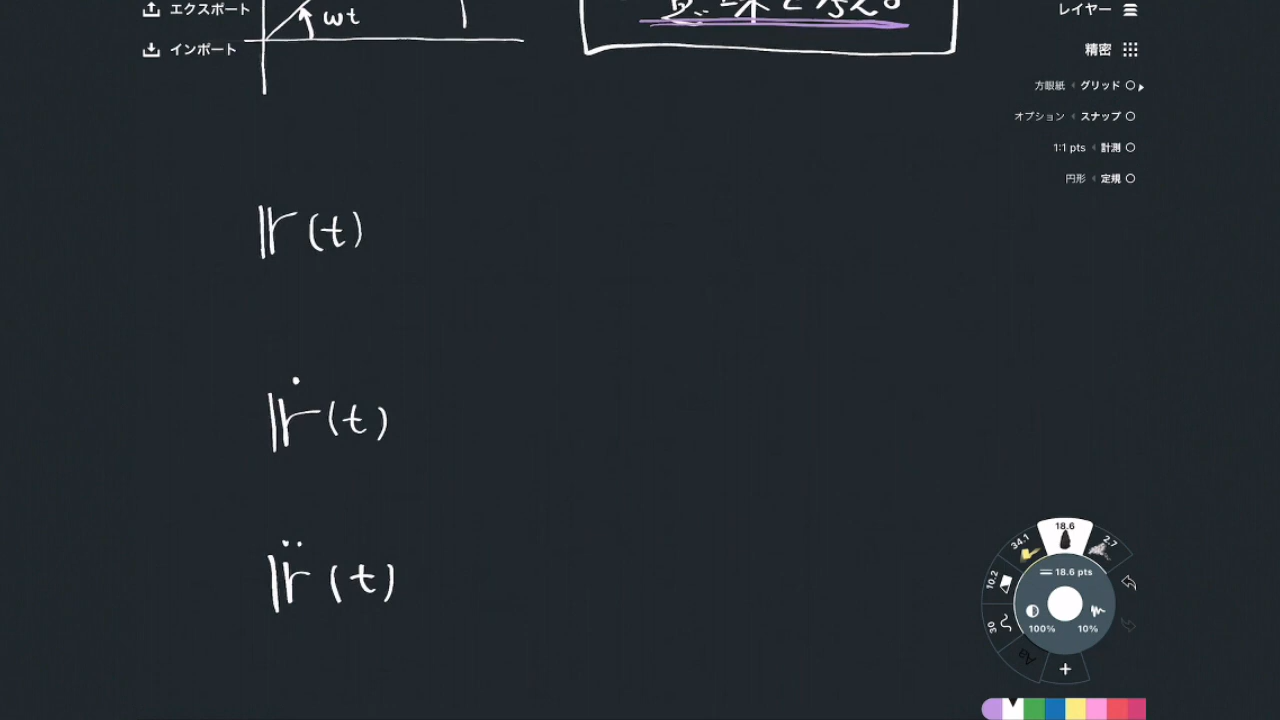 エクスポート
ωt
レイヤー
インポート
精密
方眼紙 ‹ グリッド
オプション ‹ スナップ
1:1 pts ‹ 計測
円形 ‹ 定規
𝕣(t)
𝕣̇(t)
𝕣̈(t)
18.6
34.1
2.7
10.2
18.6 pts
30
100%
10%